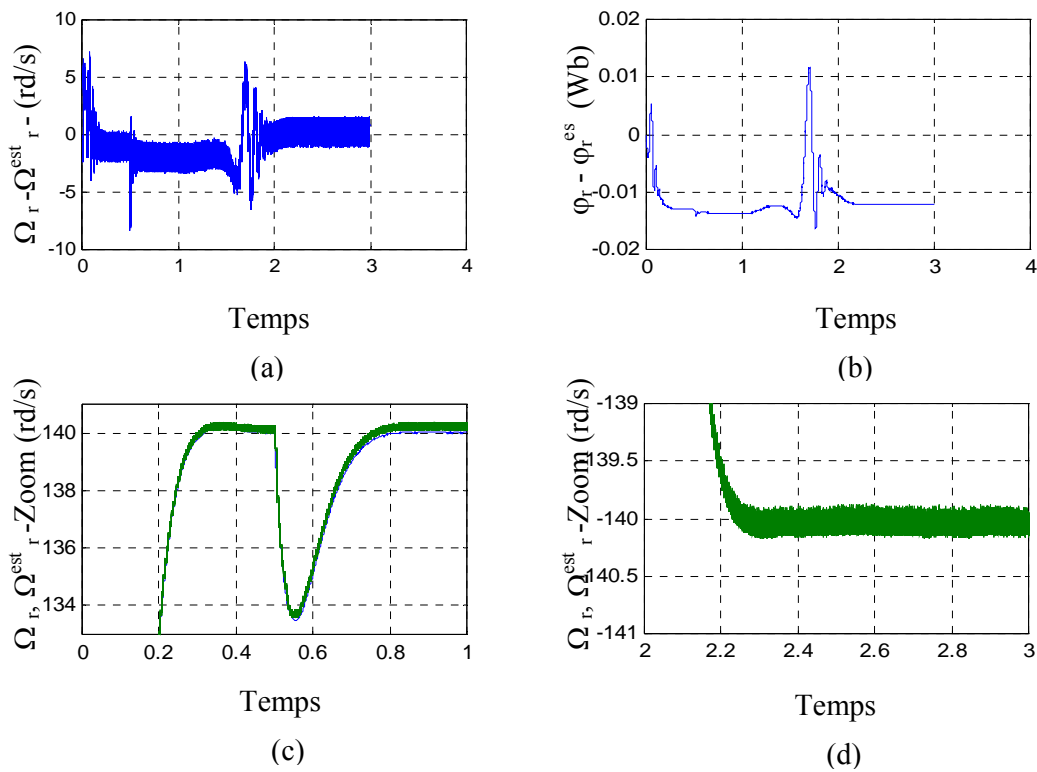 Ω r -Ω^est r - (rd/s)
10
5
0
-5
-10
0 1 2 3 4
Temps
(a)
φr - φr^es (Wb)
0.02
0.01
0
-0.01
-0.02
0 1 2 3 4
Temps
(b)
Ω r, Ω^est r -Zoom (rd/s)
140
138
136
134
0 0.2 0.4 0.6 0.8 1
Temps
(c)
Ω r, Ω^est r -Zoom (rd/s)
-139
-139.5
-140
-140.5
-141
2 2.2 2.4 2.6 2.8 3
Temps
(d)